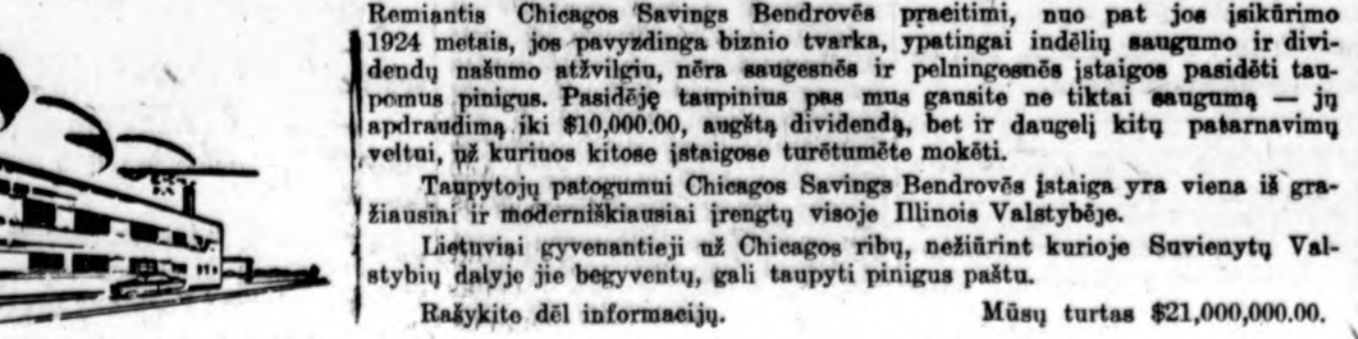 Remiantis Chicagos Savings Bendrovės praeitimi, nuo pat jos įsikūrimo
1924 metais, jos pavyzdinga biznio tvarka, ypatingai indėlių saugumo ir divi-
dendų našumo atžvilgiu, nėra saugesnės ir pelningesnės įstaigos pasidėti tau-
pomus pinigus. Pasidėję taupinius pas mus gausite ne tiktai saugumą — jų
apdraudimą iki $10,000.00, augštą dividendą, bet ir daugelį kitų patarnavimų
veltui, už kuriuos kitose įstaigose turėtumėte mokėti.
Taupytojų patogumui Chicagos Savings Bendrovės įstaiga yra viena iš gra-
žiausiai ir moderniškiausiai įrengtų visoje Illinois Valstybėje.
Lietuviai gyvenantieji už Chicagos ribų, nežiūrint kurioje Suvienytų Val-
stybių dalyje jie begyventų, gali taupyti pinigus paštu.
Rašykite dėl informacijų. Mūsų turtas $21,000,000.00.